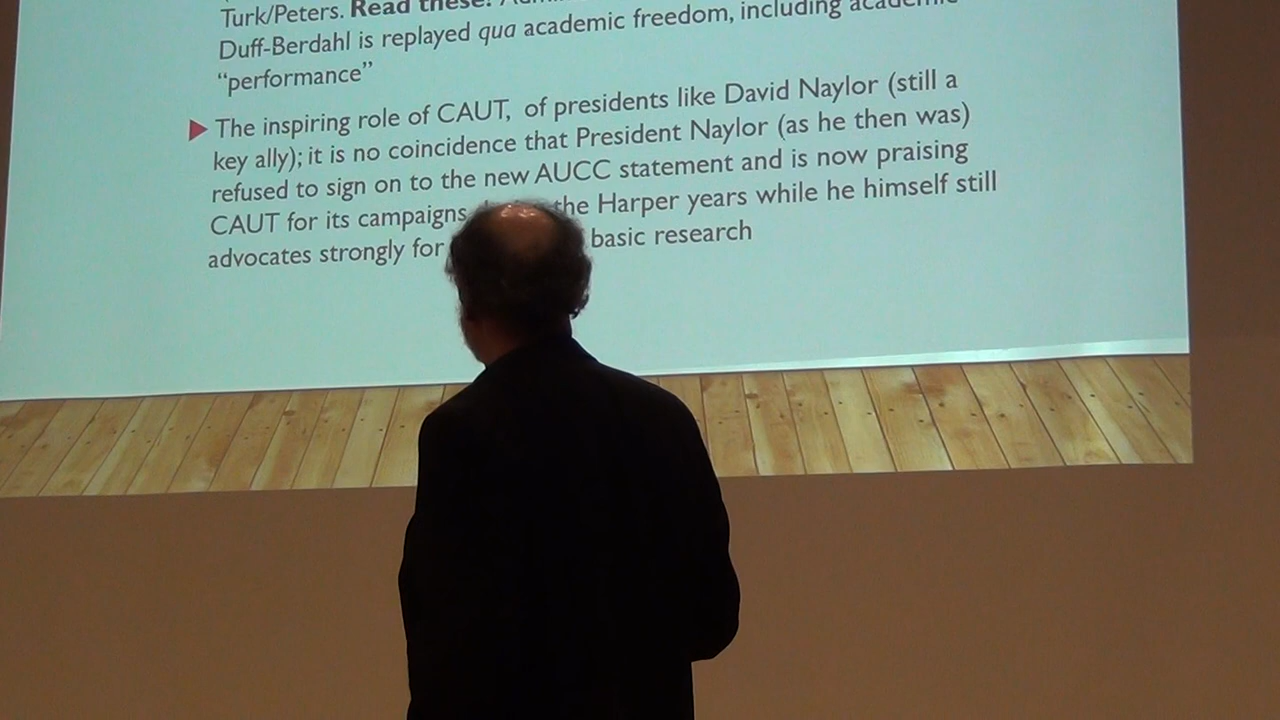 Turk/Peters. Read these!
Duff-Berdahl is replayed qua academic freedom, including academic
“performance”
The inspiring role of CAUT, of presidents like David Naylor (still a
key ally); it is no coincidence that President Naylor (as he then was)
refused to sign on to the new AUCC statement and is now praising
CAUT for its campaigns the Harper years while he himself still
advocates strongly for basic research